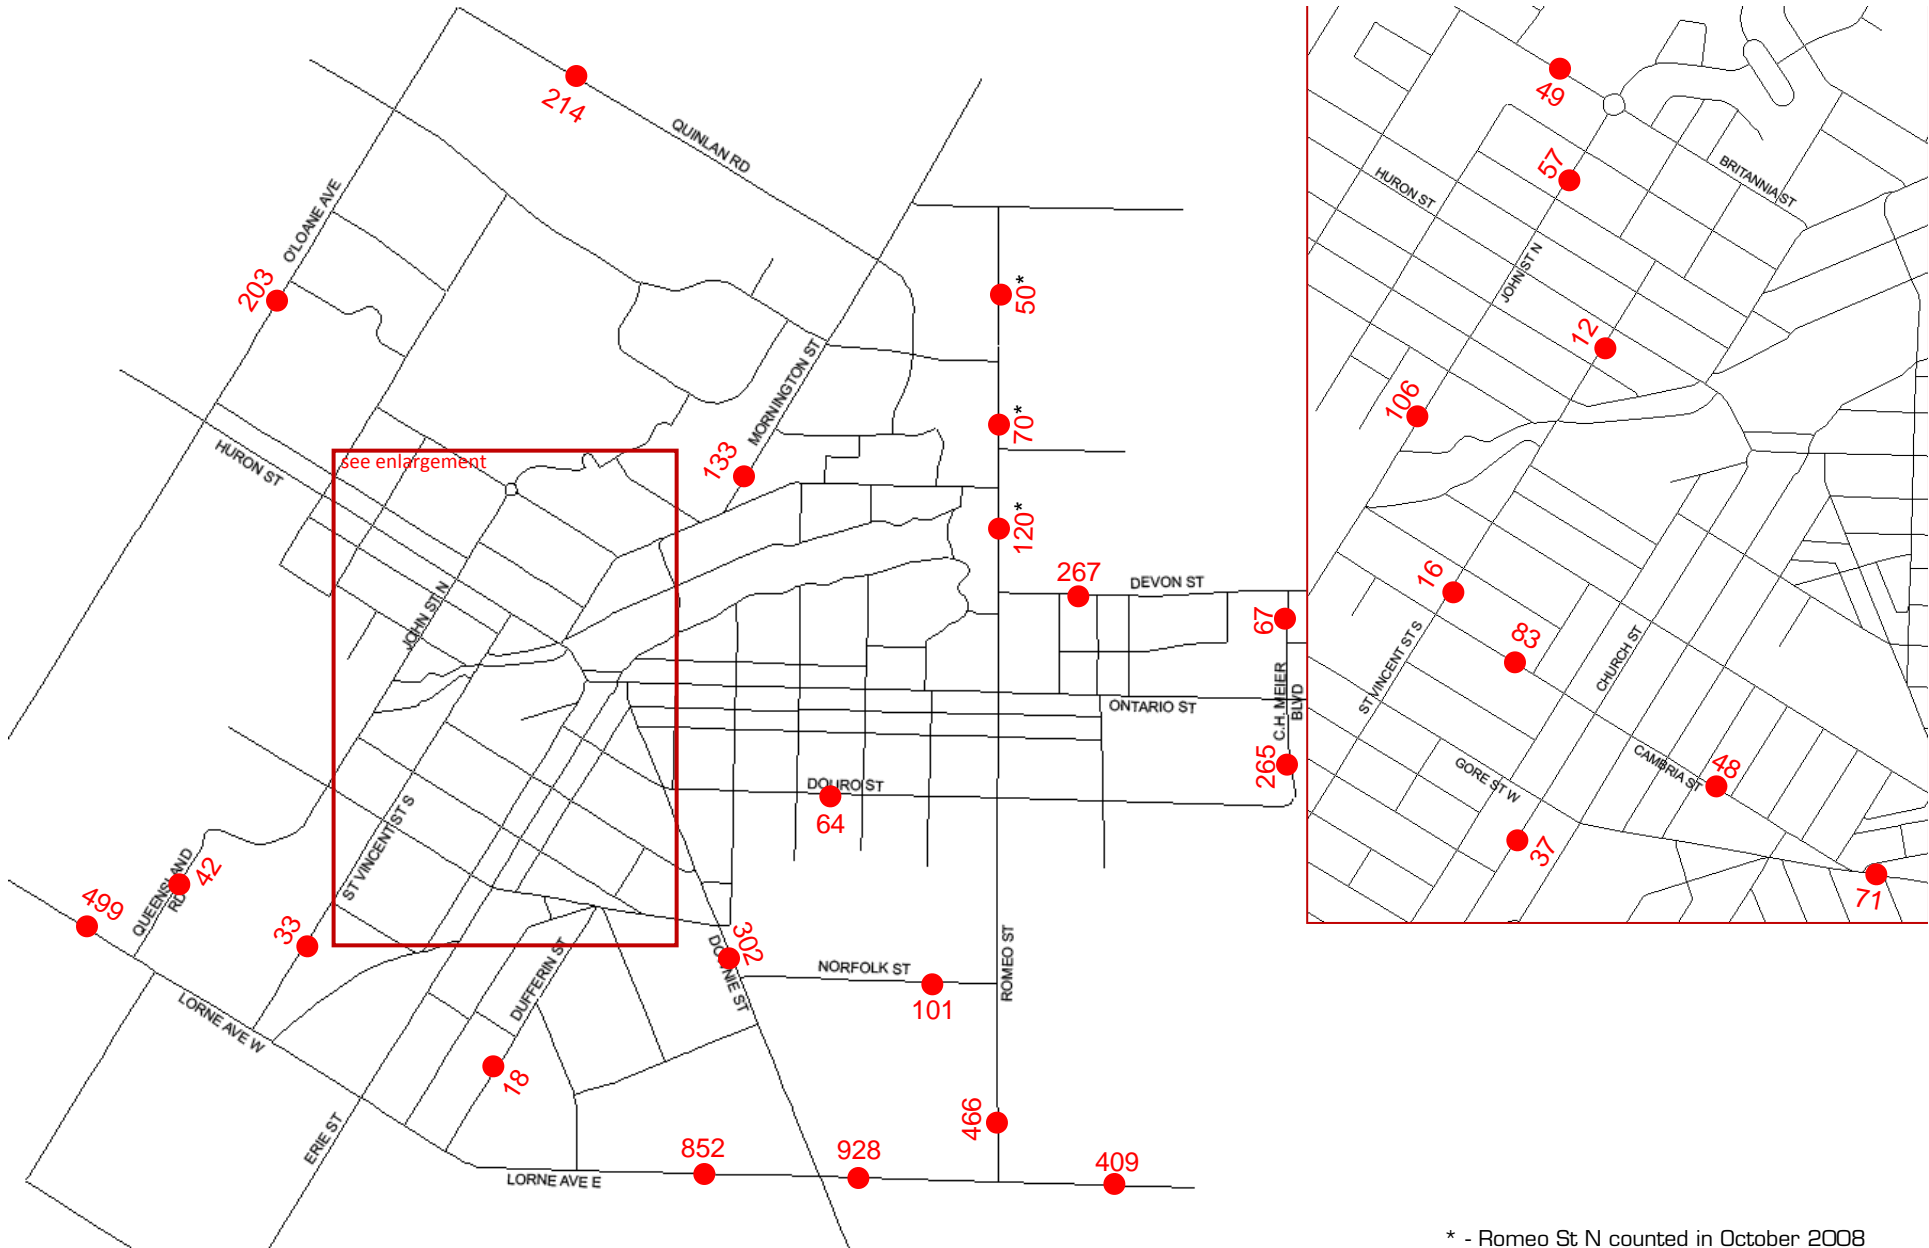 214
QUINLAN RD
O'LOANE AVE
203
50*
MORNINGTON ST
70*
133
HURON ST
see enlargement
120*
267
DEVON ST
67
JOHN ST N
C.H. MEIER
BLVD
ONTARIO ST
265
DOURO ST
64
ST VINCENT ST S
QUEENSLAND
RD
42
499
33
302
DOWNIE ST
NORFOLK ST
101
ROMEO ST
DUFFERIN ST
LORNE AVE W
18
466
ERIE ST
852
928
409
LORNE AVE E
49
57
BRITANNIA ST
HURON ST
JOHN ST N
12
106
16
83
ST VINCENT ST S
CHURCH ST
GORE ST W
CAMBRIA ST
48
37
71
* - Romeo St N counted in October 2008